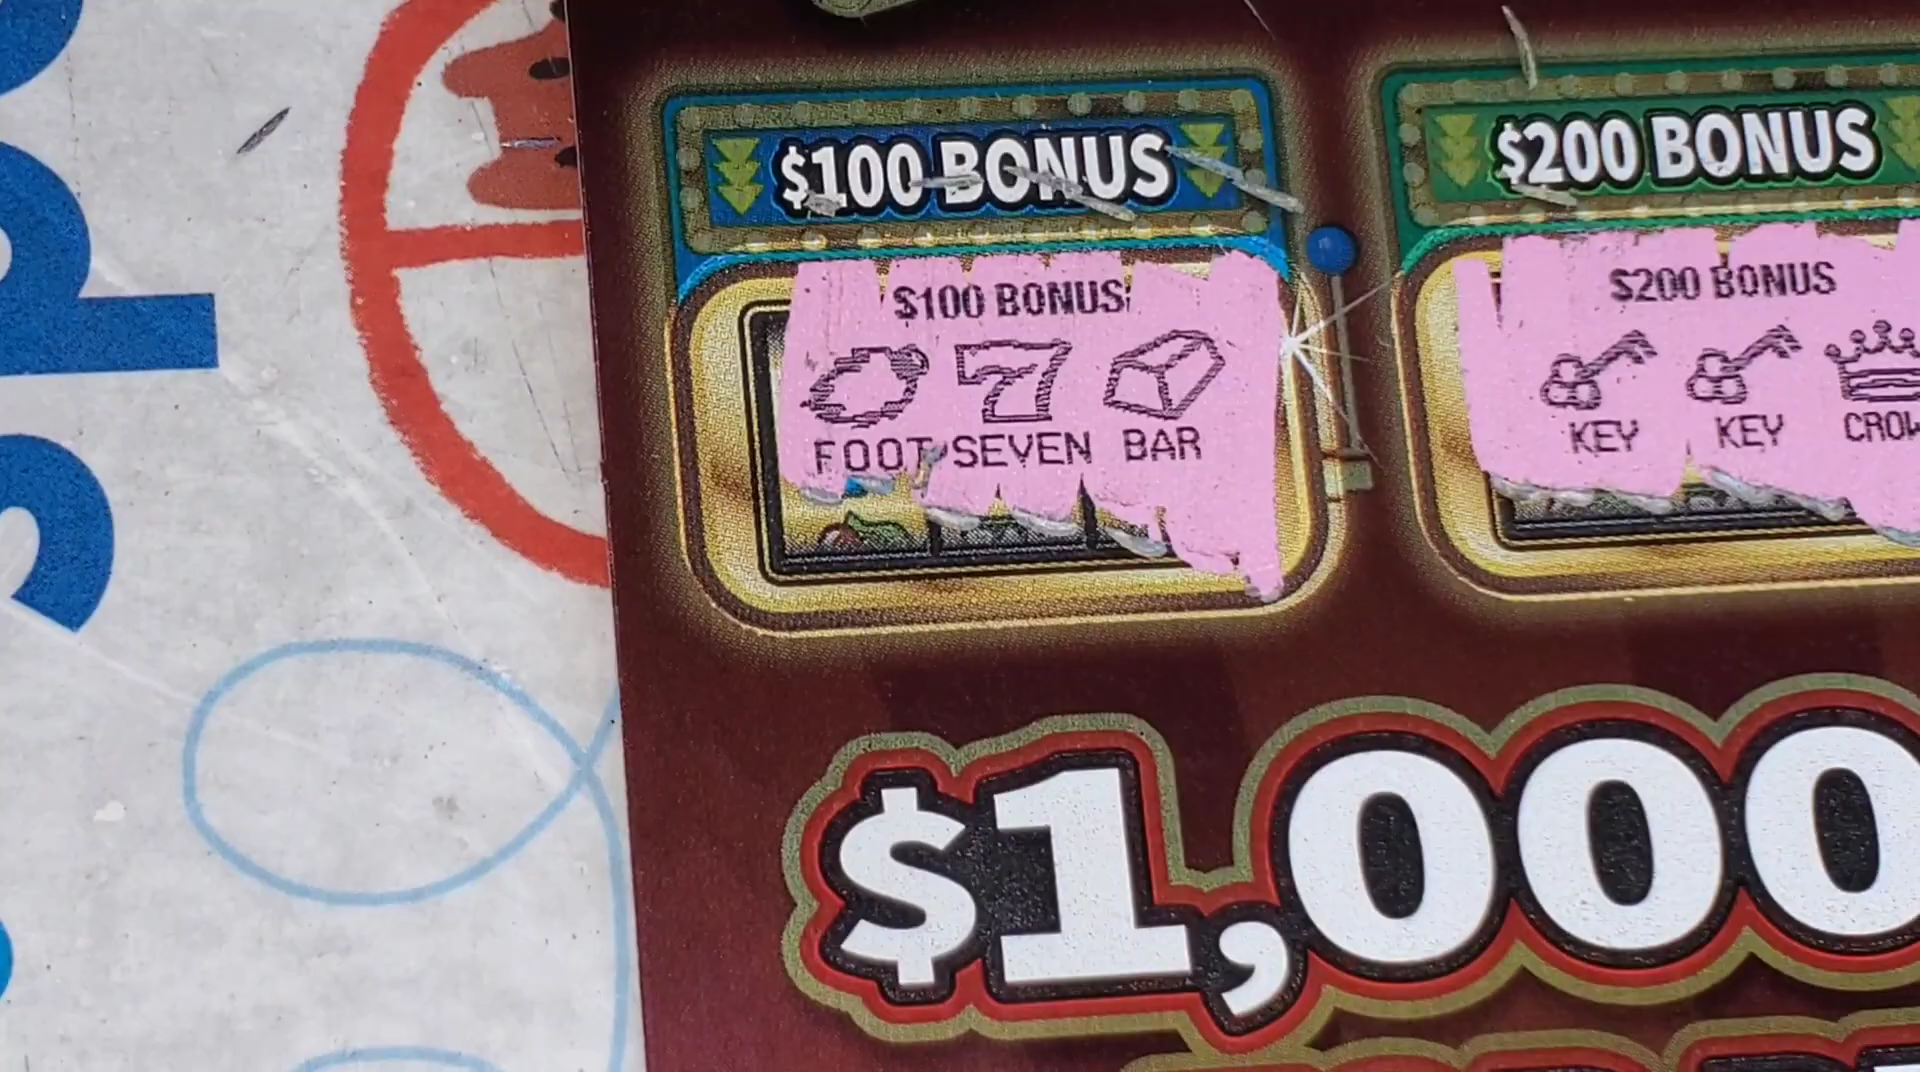 $100 BONUS
$200 BONUS
$100 BONUS
FOOT SEVEN BAR
$200 BONUS
KEY KEY
$1,000